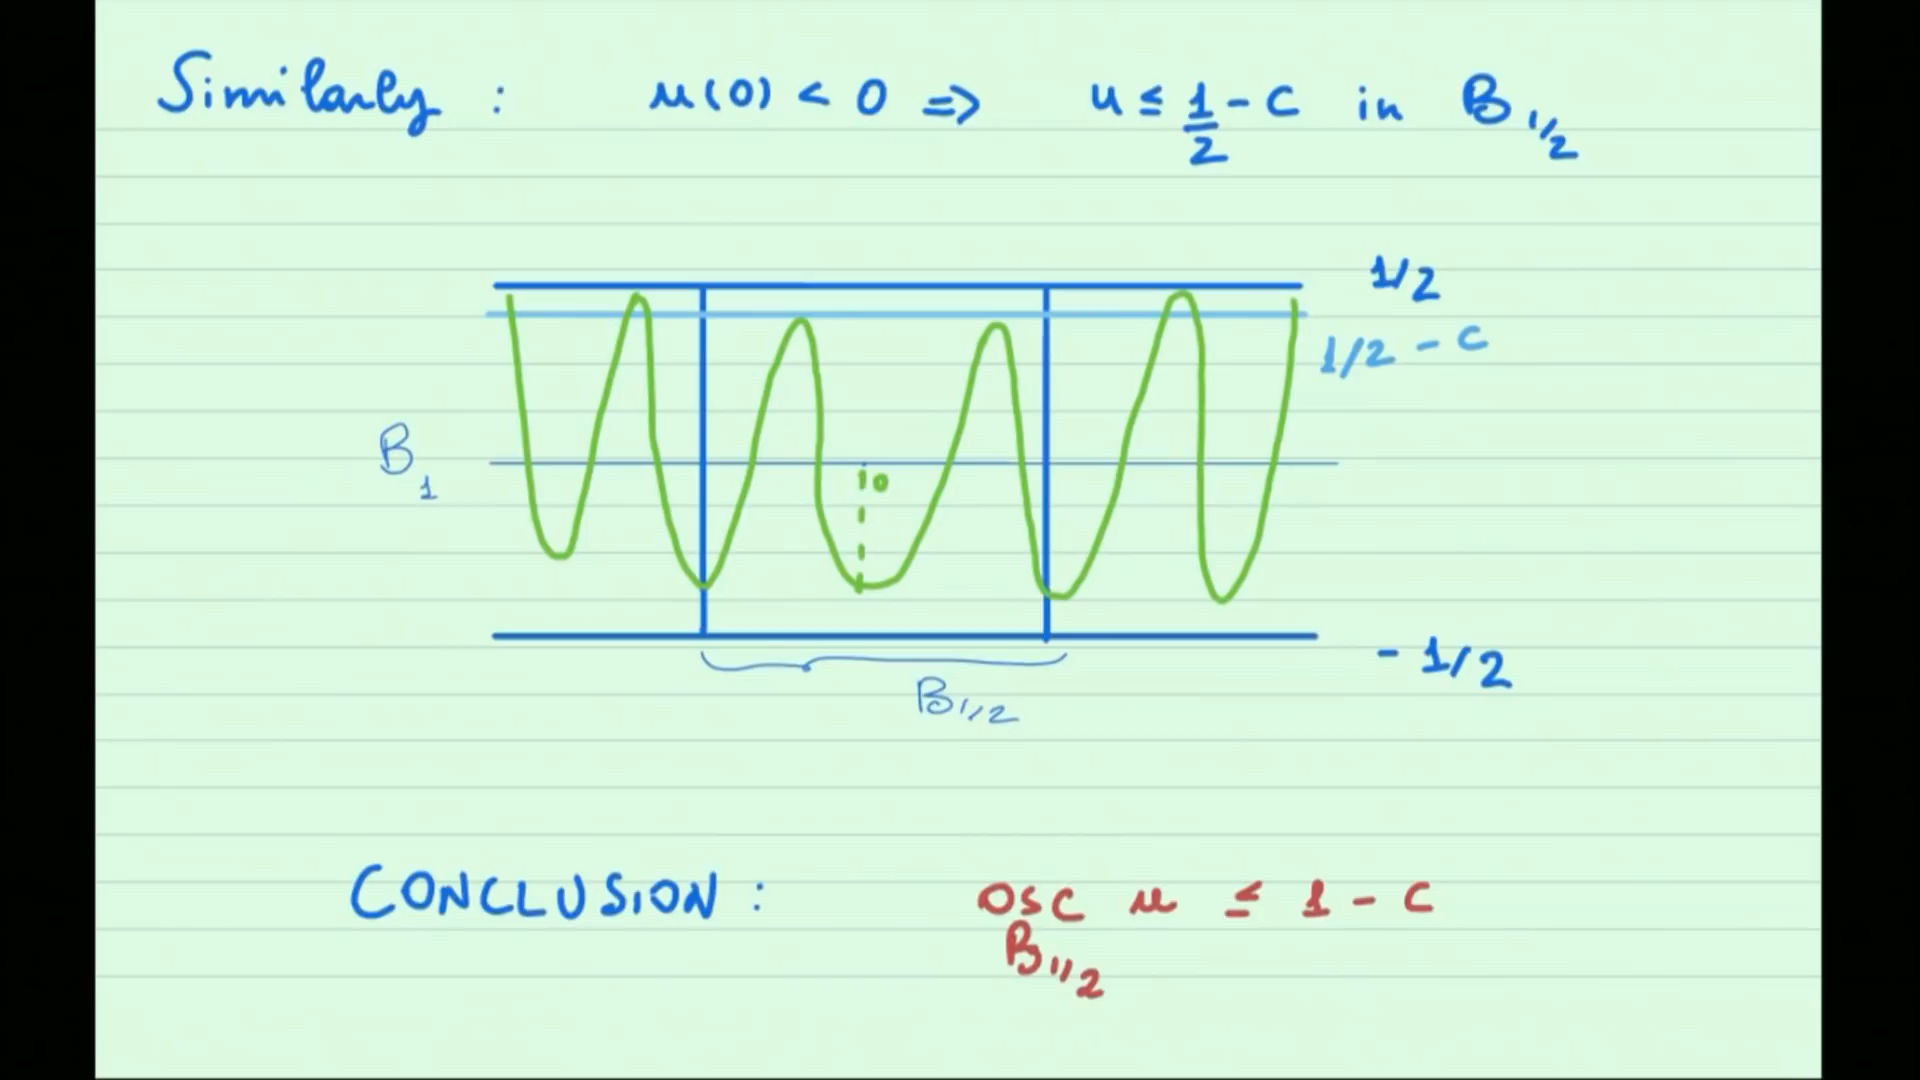 Similarly : u(0) < 0 => u ≤ 1/2 - c in B1/2
1/2
1/2 - c
B1
0
- 1/2
B1/2
CONCLUSION : osc u ≤ 1 - c
B1/2